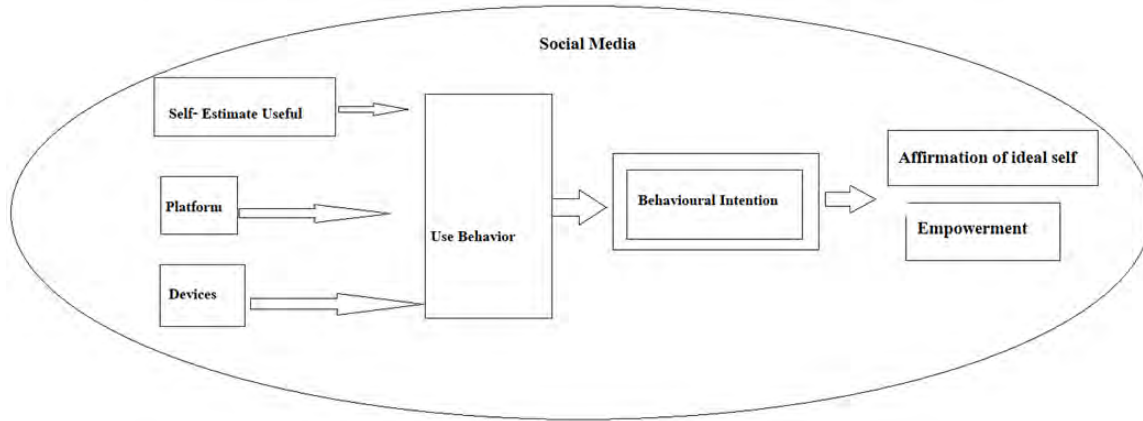 Social Media
Self- Estimate Useful
Platform
Devices
Use Behavior
Behavioural Intention
Affirmation of ideal self
Empowerment